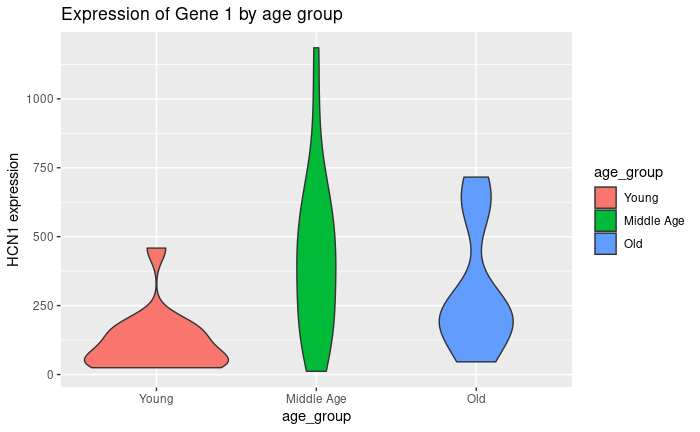 Expression of Gene 1 by age group
HCN1 expression
1000
750
500
250
0
Young
Middle Age
Old
age_group
age_group
Young
Middle Age
Old